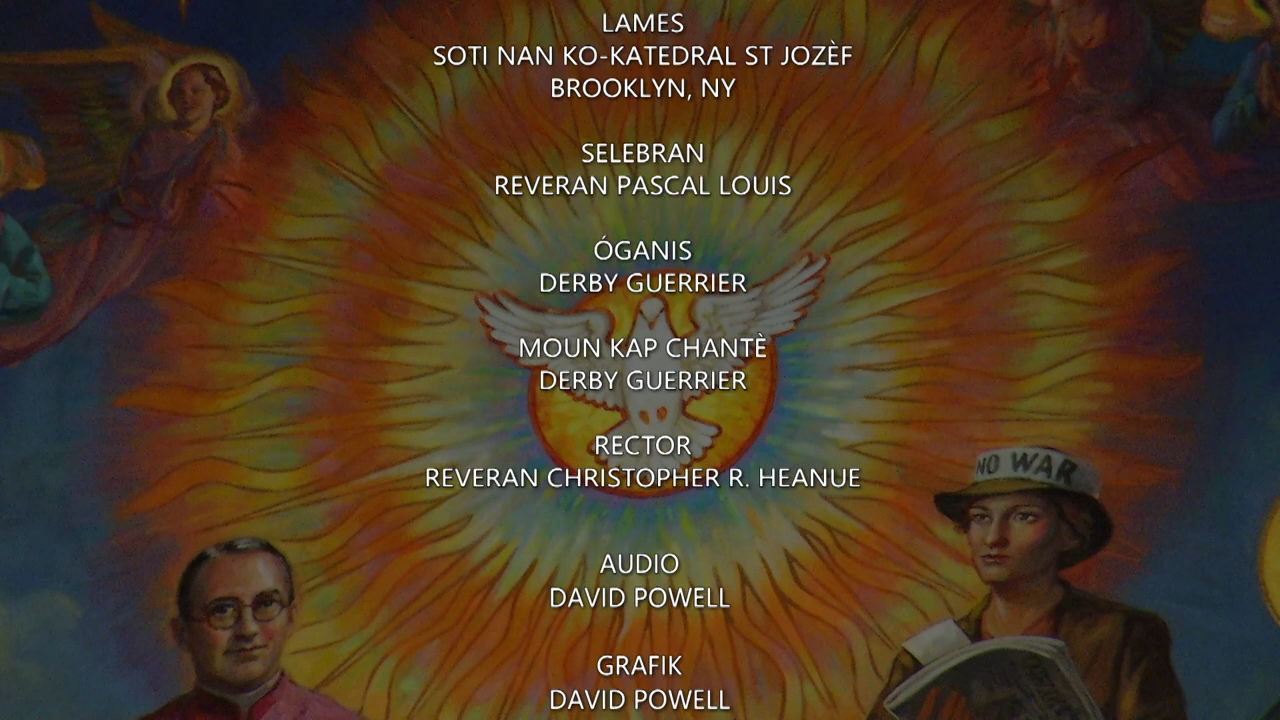 LAMES
SOTI NAN KO-KATEDRAL ST JOZÈF
BROOKLYN, NY
SELEBRAN
REVERAN PASCAL LOUIS
ÓGANIS
DERBY GUERRIER
MOUN KAP CHANTÈ
DERBY GUERRIER
RECTOR
REVERAN CHRISTOPHER R. HEANUE
NO WAR
AUDIO
DAVID POWELL
GRAFIK
DAVID POWELL